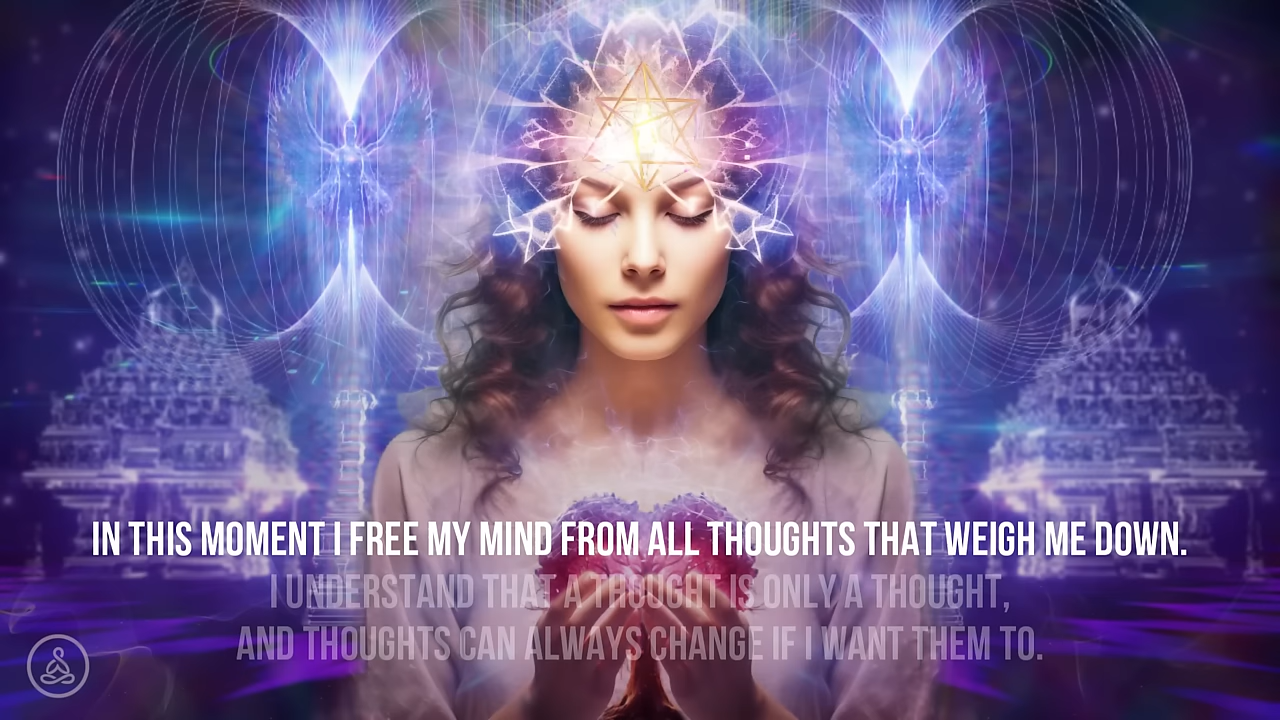 IN THIS MOMENT I FREE MY MIND FROM ALL THOUGHTS THAT WEIGH ME DOWN.
I UNDERSTAND THAT A THOUGHT IS ONLY A THOUGHT,
AND THOUGHTS CAN ALWAYS CHANGE IF I WANT THEM TO.